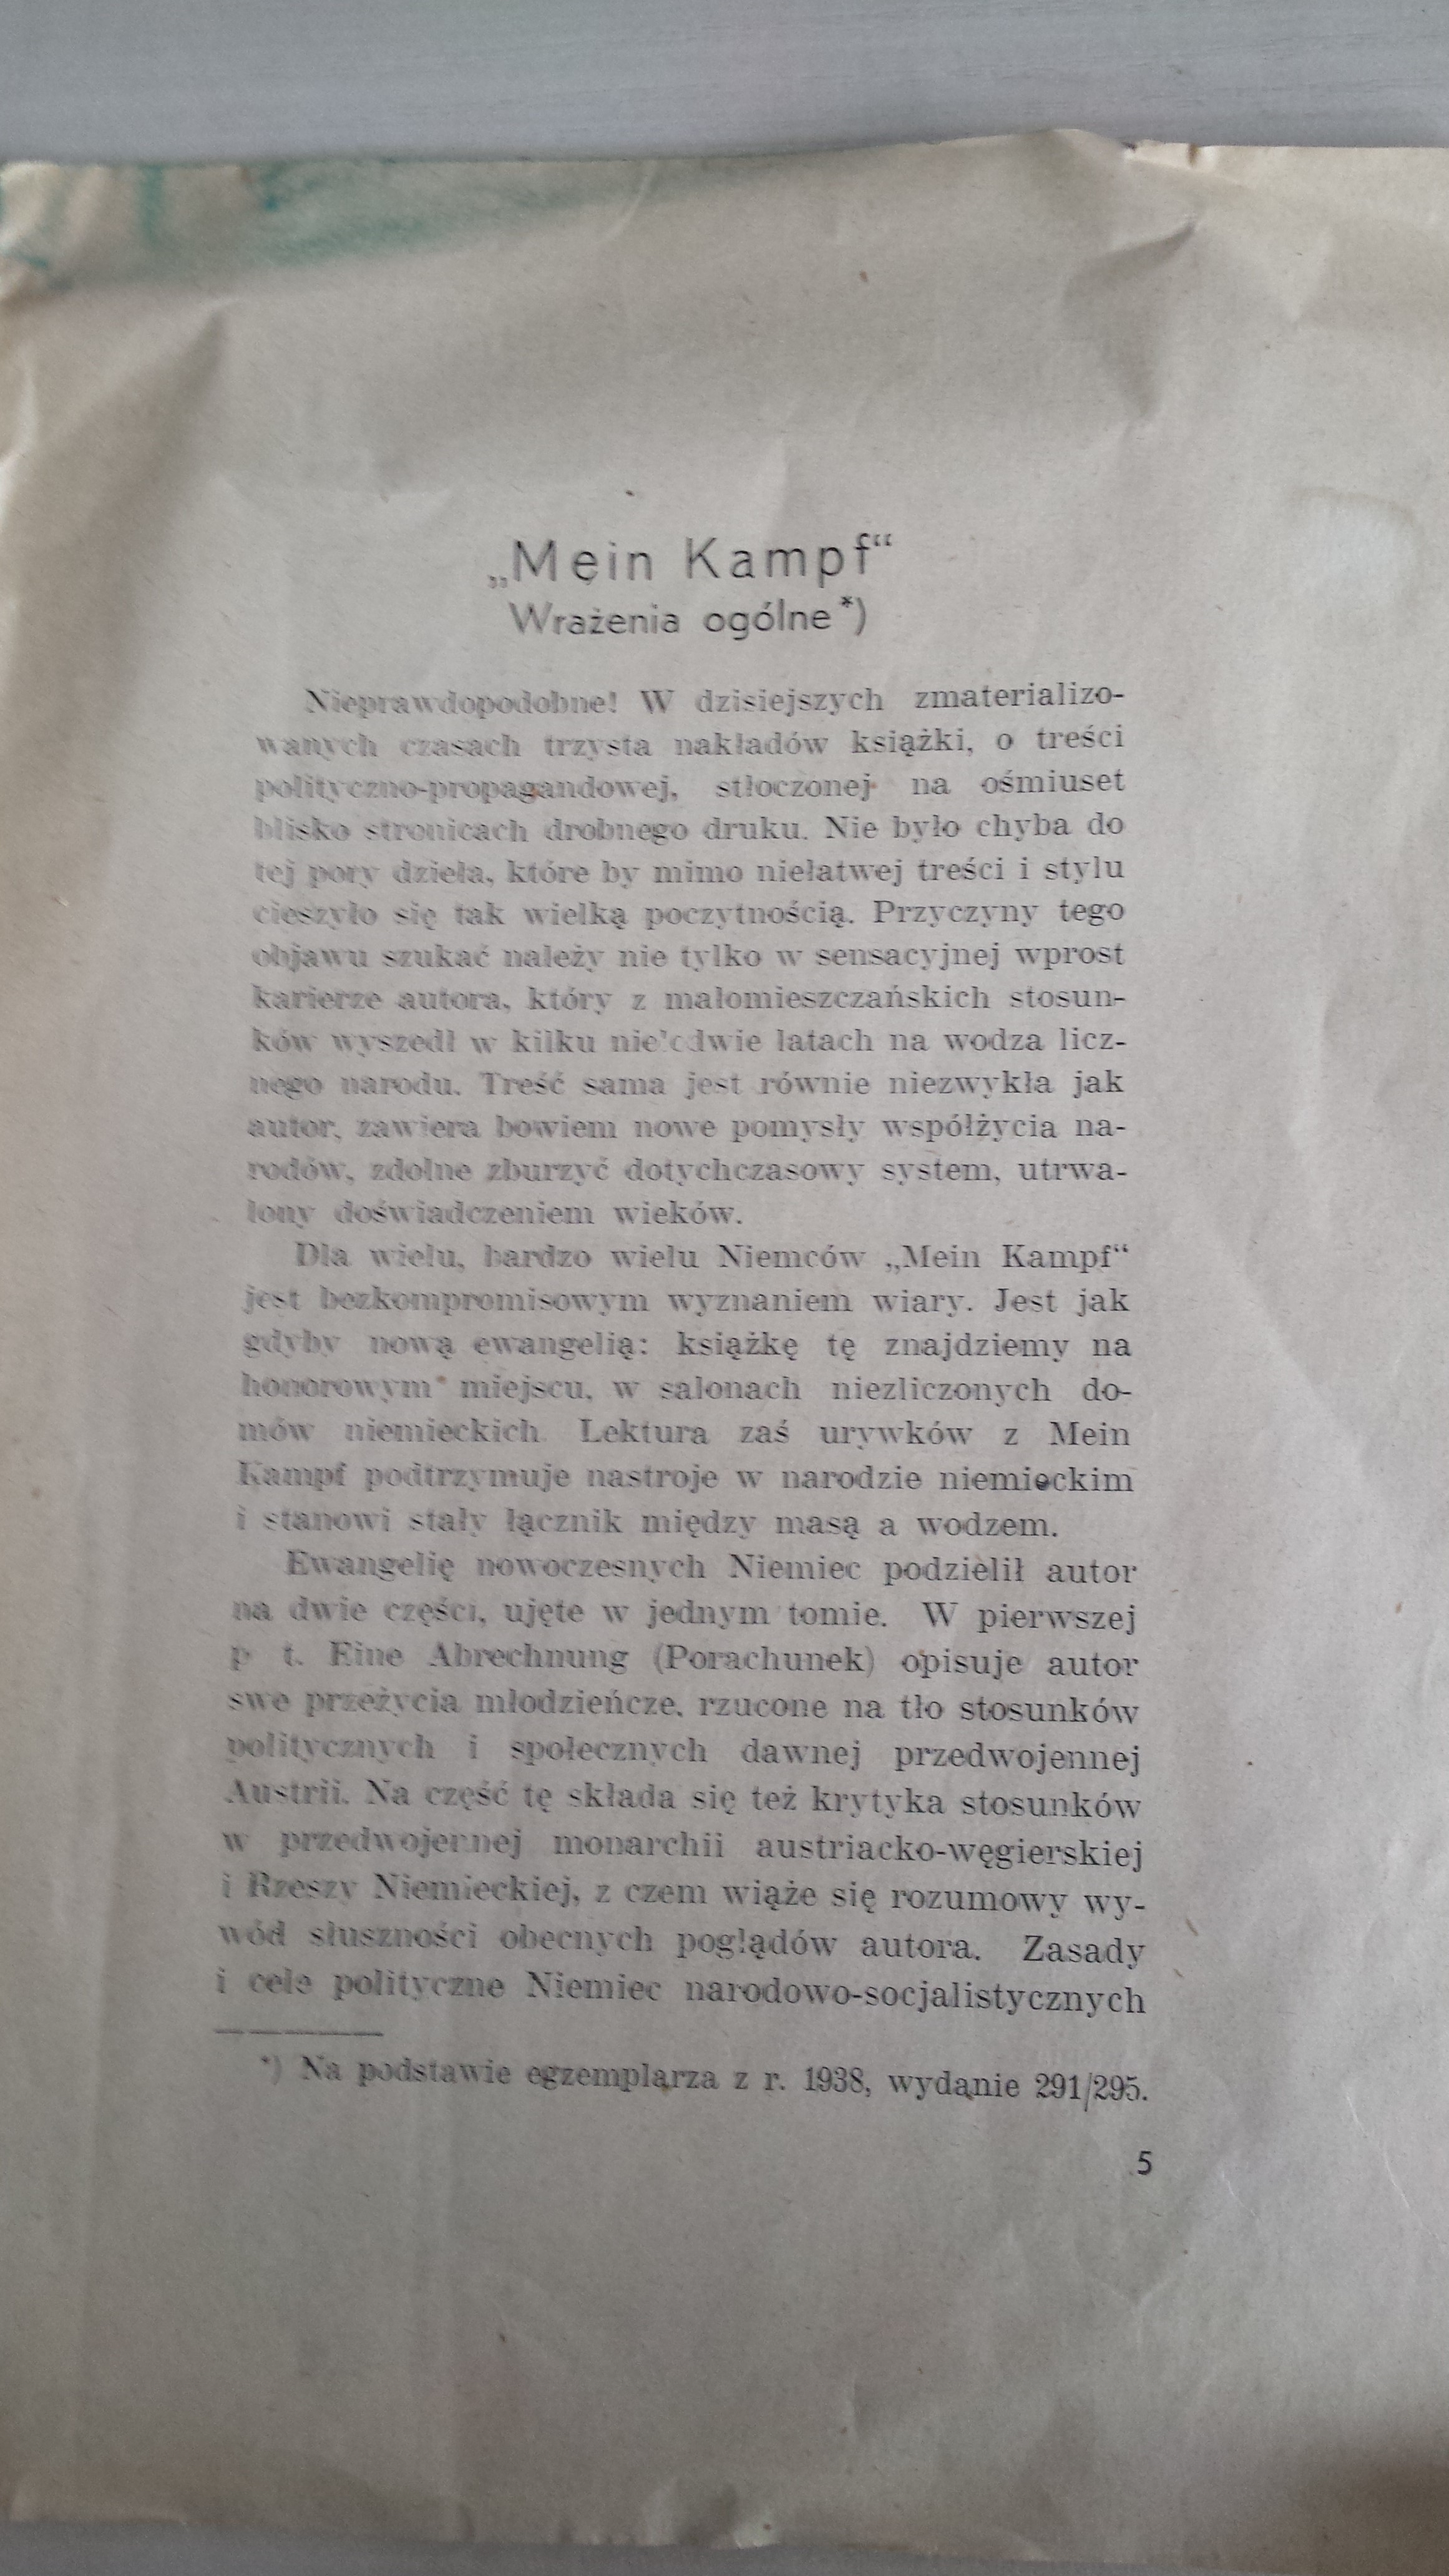 „Mein Kampf“
Wrażenia ogólne*)
Nieprawdopodobne! W dzisiejszych zmaterializo-
wanych czasach trzysta nakładów książki, o treści
polityczno-propagandowej, stłoczonej na ośmiuset
blisko stronicach drobnego druku. Nie było chyba do
tej pory dzieła, które by mimo niełatwej treści i stylu
cieszyło się tak wielką poczytnością. Przyczyny tego
objawu szukać należy nie tylko w sensacyjnej wprost
karierze autora, który z małomieszczańskich stosun-
ków wyszedł w kilku nie'edwie latach na wodza licz-
nego narodu. Treść sama jest równie niezwykła jak
autor, zawiera bowiem nowe pomysły współżycia na-
rodów, zdolne zburzyć dotychczasowy system, utrwa-
lony doświadczeniem wieków.
Dla wielu, bardzo wielu Niemców „Mein Kampf“
jest bezkompromisowym wyznaniem wiary. Jest jak
gdyby nową ewangelią: książkę tę znajdziemy na
honorowym miejscu, w salonach niezliczonych do-
mów niemieckich. Lektura zaś urywków z Mein
Kampf podtrzymuje nastroje w narodzie niemieckim
i stanowi stały łącznik między masą a wodzem.
Ewangelię nowoczesnych Niemiec podzielił autor
na dwie części, ujęte w jednym tomie. W pierwszej
p t. Eine Abrechnung (Porachunek) opisuje autor
swe przeżycia młodzieńcze, rzucone na tło stosunków
politycznych i społecznych dawnej przedwojennej
Austrii. Na część tę składa się też krytyka stosunków
w przedwojennej monarchii austriacko-węgierskiej
i Rzeszy Niemieckiej, z czem wiąże się rozumowy wy-
wód słuszności obecnych poglądów autora. Zasady
i cele polityczne Niemiec narodowo-socjalistycznych
*) Na podstawie egzemplarza z r. 1938, wydanie 291/295.
5